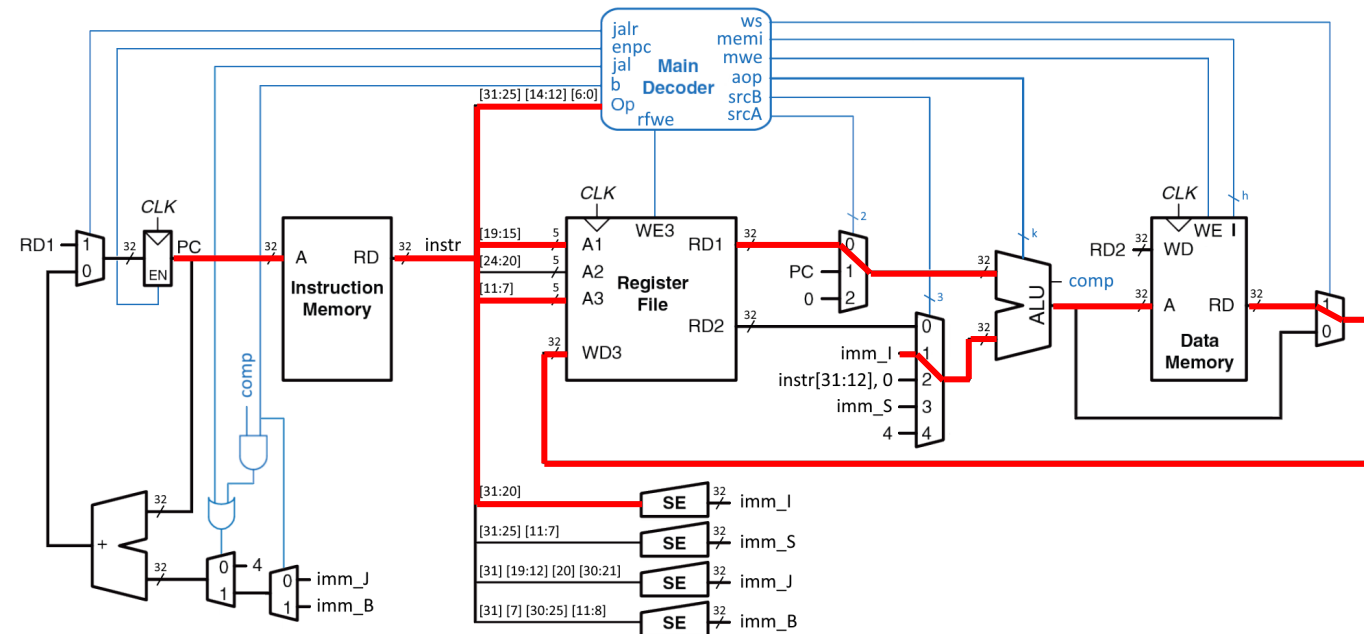 jalr
enpc
jal
b
Op
rfwe
Main
Decoder
ws
memi
mwe
aop
srcB
srcA
[31:25] [14:12] [6:0]
CLK
RD1
1
0
32
EN
PC
32
A
RD
Instruction
Memory
32
instr
[19:15]
5
[24:20]
5
[11:7]
5
CLK
WE3
A1
A2
A3
WD3
32
RD1
RD2
Register
File
32
32
2
0
1
2
PC
0
3
0
1
2
3
4
imm_I
instr[31:12], 0
imm_S
4
32
32
k
ALU
comp
32
CLK
h
WE I
RD2
32
WD
A
RD
Data
Memory
32
1
0
comp
32
+
32
0
1
4
0
1
imm_J
imm_B
[31:20]
SE
32
imm_I
[31:25] [11:7]
SE
32
imm_S
[31] [19:12] [20] [30:21]
SE
32
imm_J
[31] [7] [30:25] [11:8]
SE
32
imm_B